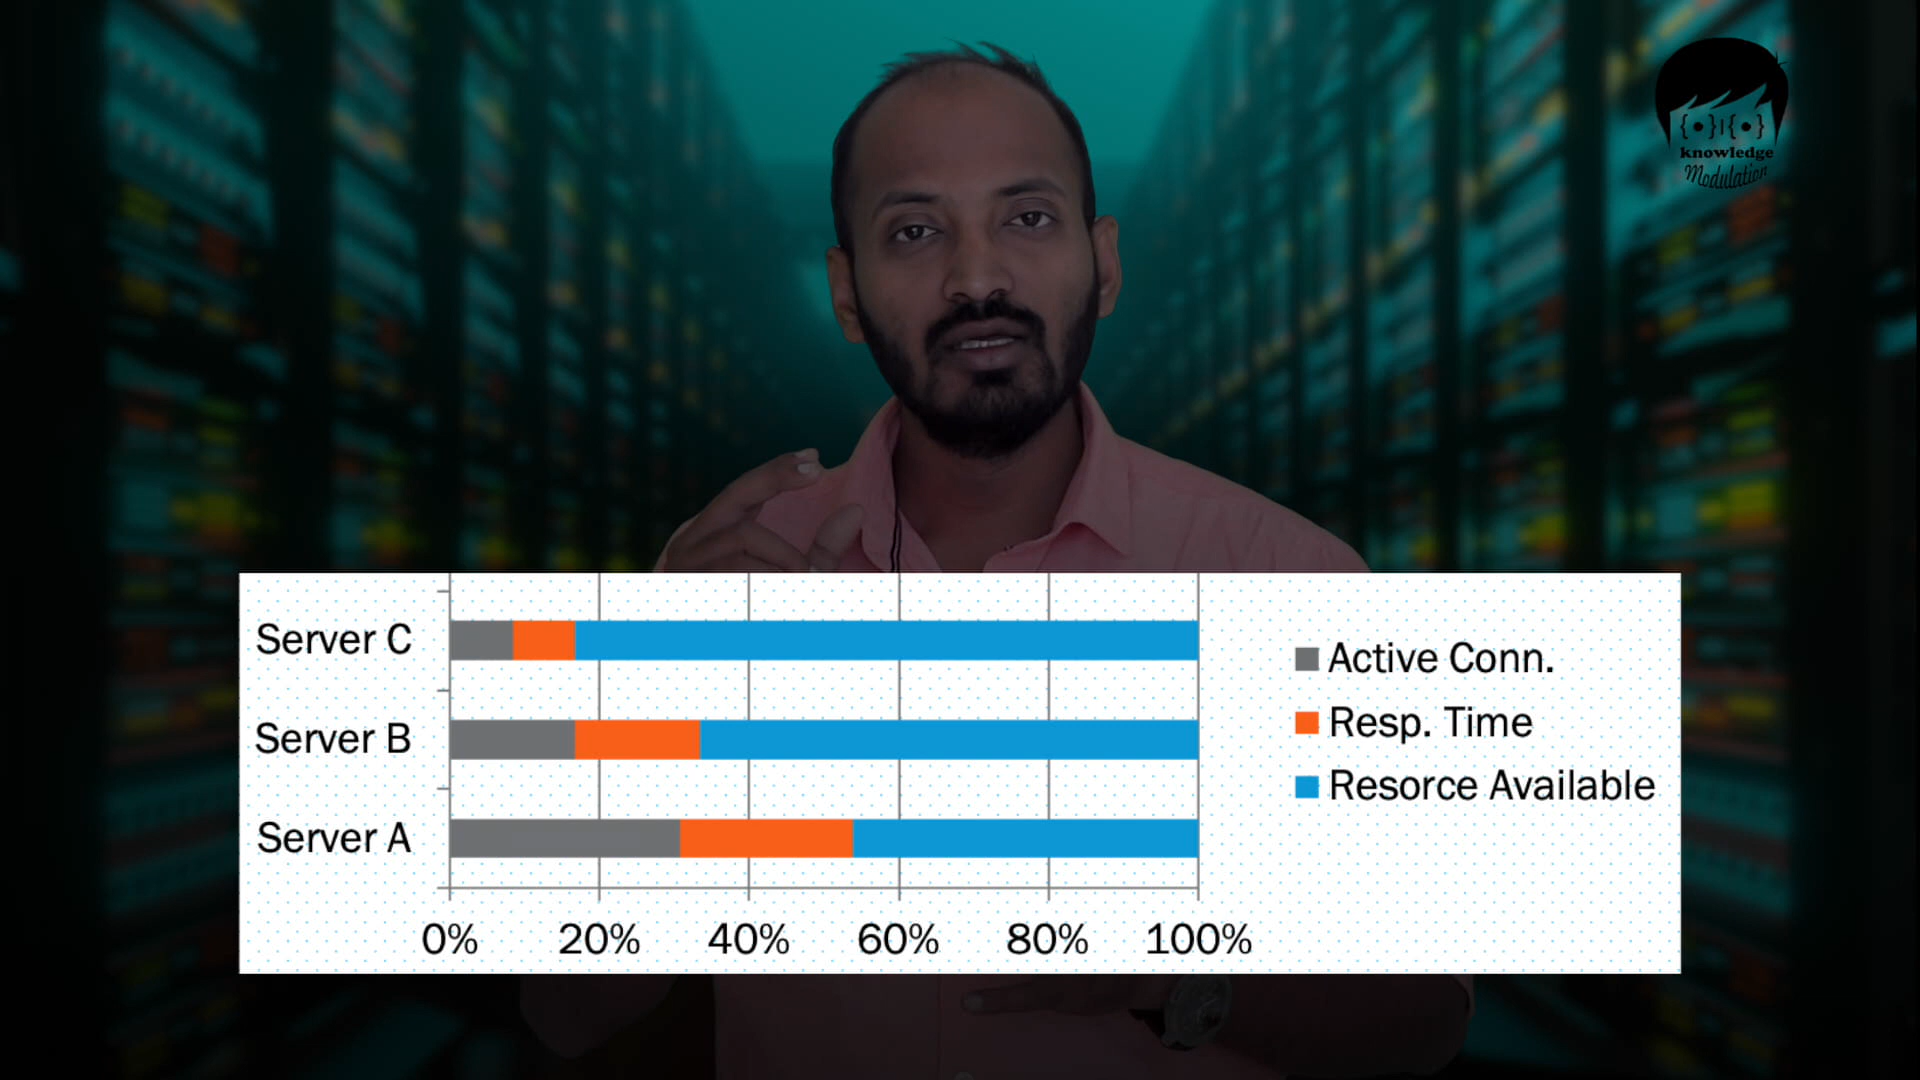 {•}|{•}
knowledge
Modulation
Server C
Server B
Server A
0% 20% 40% 60% 80% 100%
Active Conn.
Resp. Time
Resorce Available